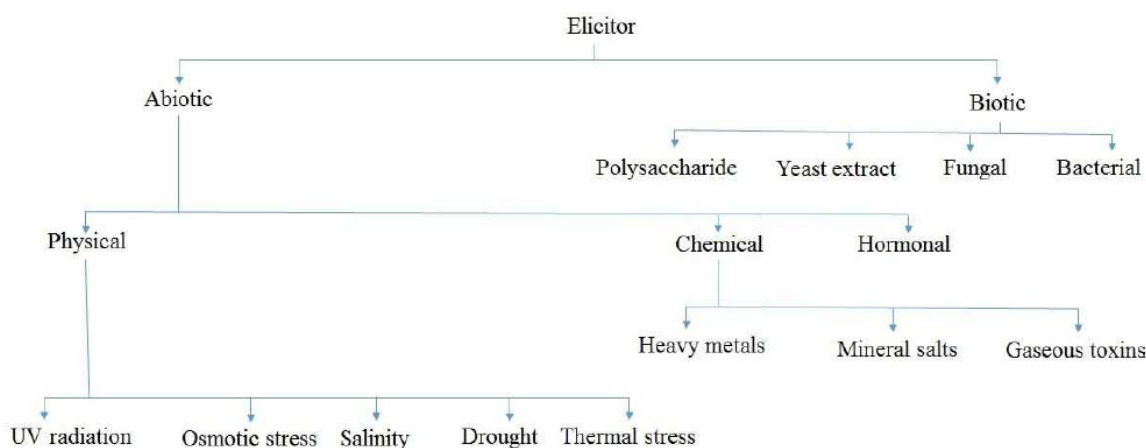 Elicitor
Abiotic
Biotic
Polysaccharide
Yeast extract
Fungal
Bacterial
Physical
Chemical
Hormonal
Heavy metals
Mineral salts
Gaseous toxins
UV radiation
Osmotic stress
Salinity
Drought
Thermal stress